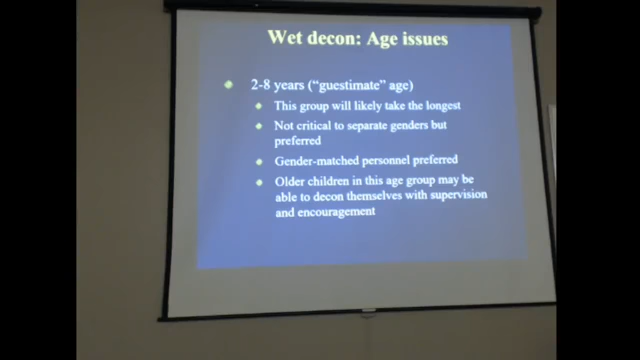 Wet decon: Age issues
2-8 years ("guestimate" age)
This group will likely take the longest
Not critical to separate genders but
preferred
Gender-matched personnel preferred
Older children in this age group may be
able to decon themselves with supervision
and encouragement